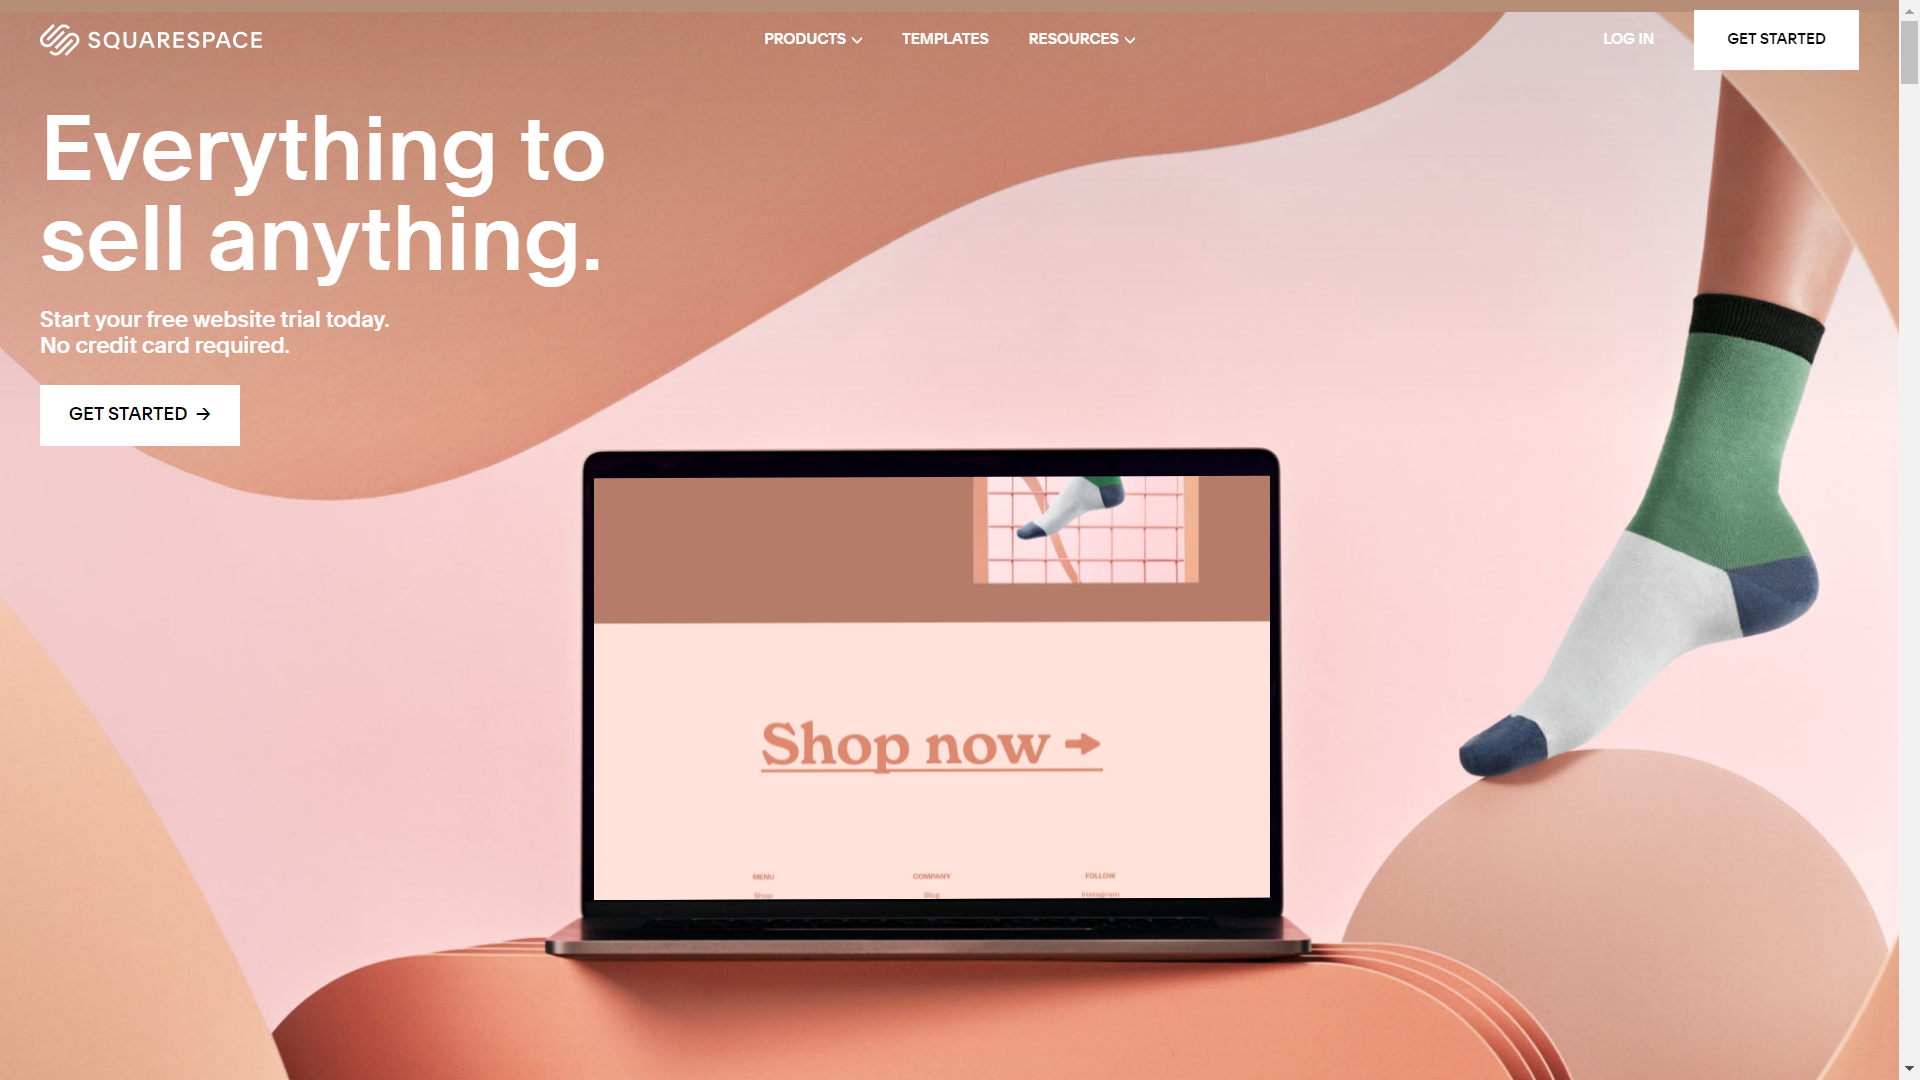 SQUARESPACE
PRODUCTS
TEMPLATES
RESOURCES
LOG IN
GET STARTED
Everything to
sell anything.
Start your free website trial today.
No credit card required.
GET STARTED →
Shop now →
MENU
COMPANY
FOLLOW
Shop
Blog
Instagram